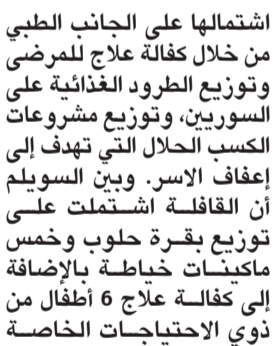 اشتمالها على الجانب الطبي
من خلال كفالة علاج للمرضى
وتوزيع الطرود الغذائية على
السوريين، وتوزيع مشروعات
الكسب الحلال التي تهدف إلى
إعفاف الاسر. وبين السويلم
أن القافلة اشتملت على
توزيع بقرة حلوب وخمس
ماكينات خياطة بالإضافة
إلى كفالة علاج 6 أطفال من
ذوي الاحتياجات الخاصة